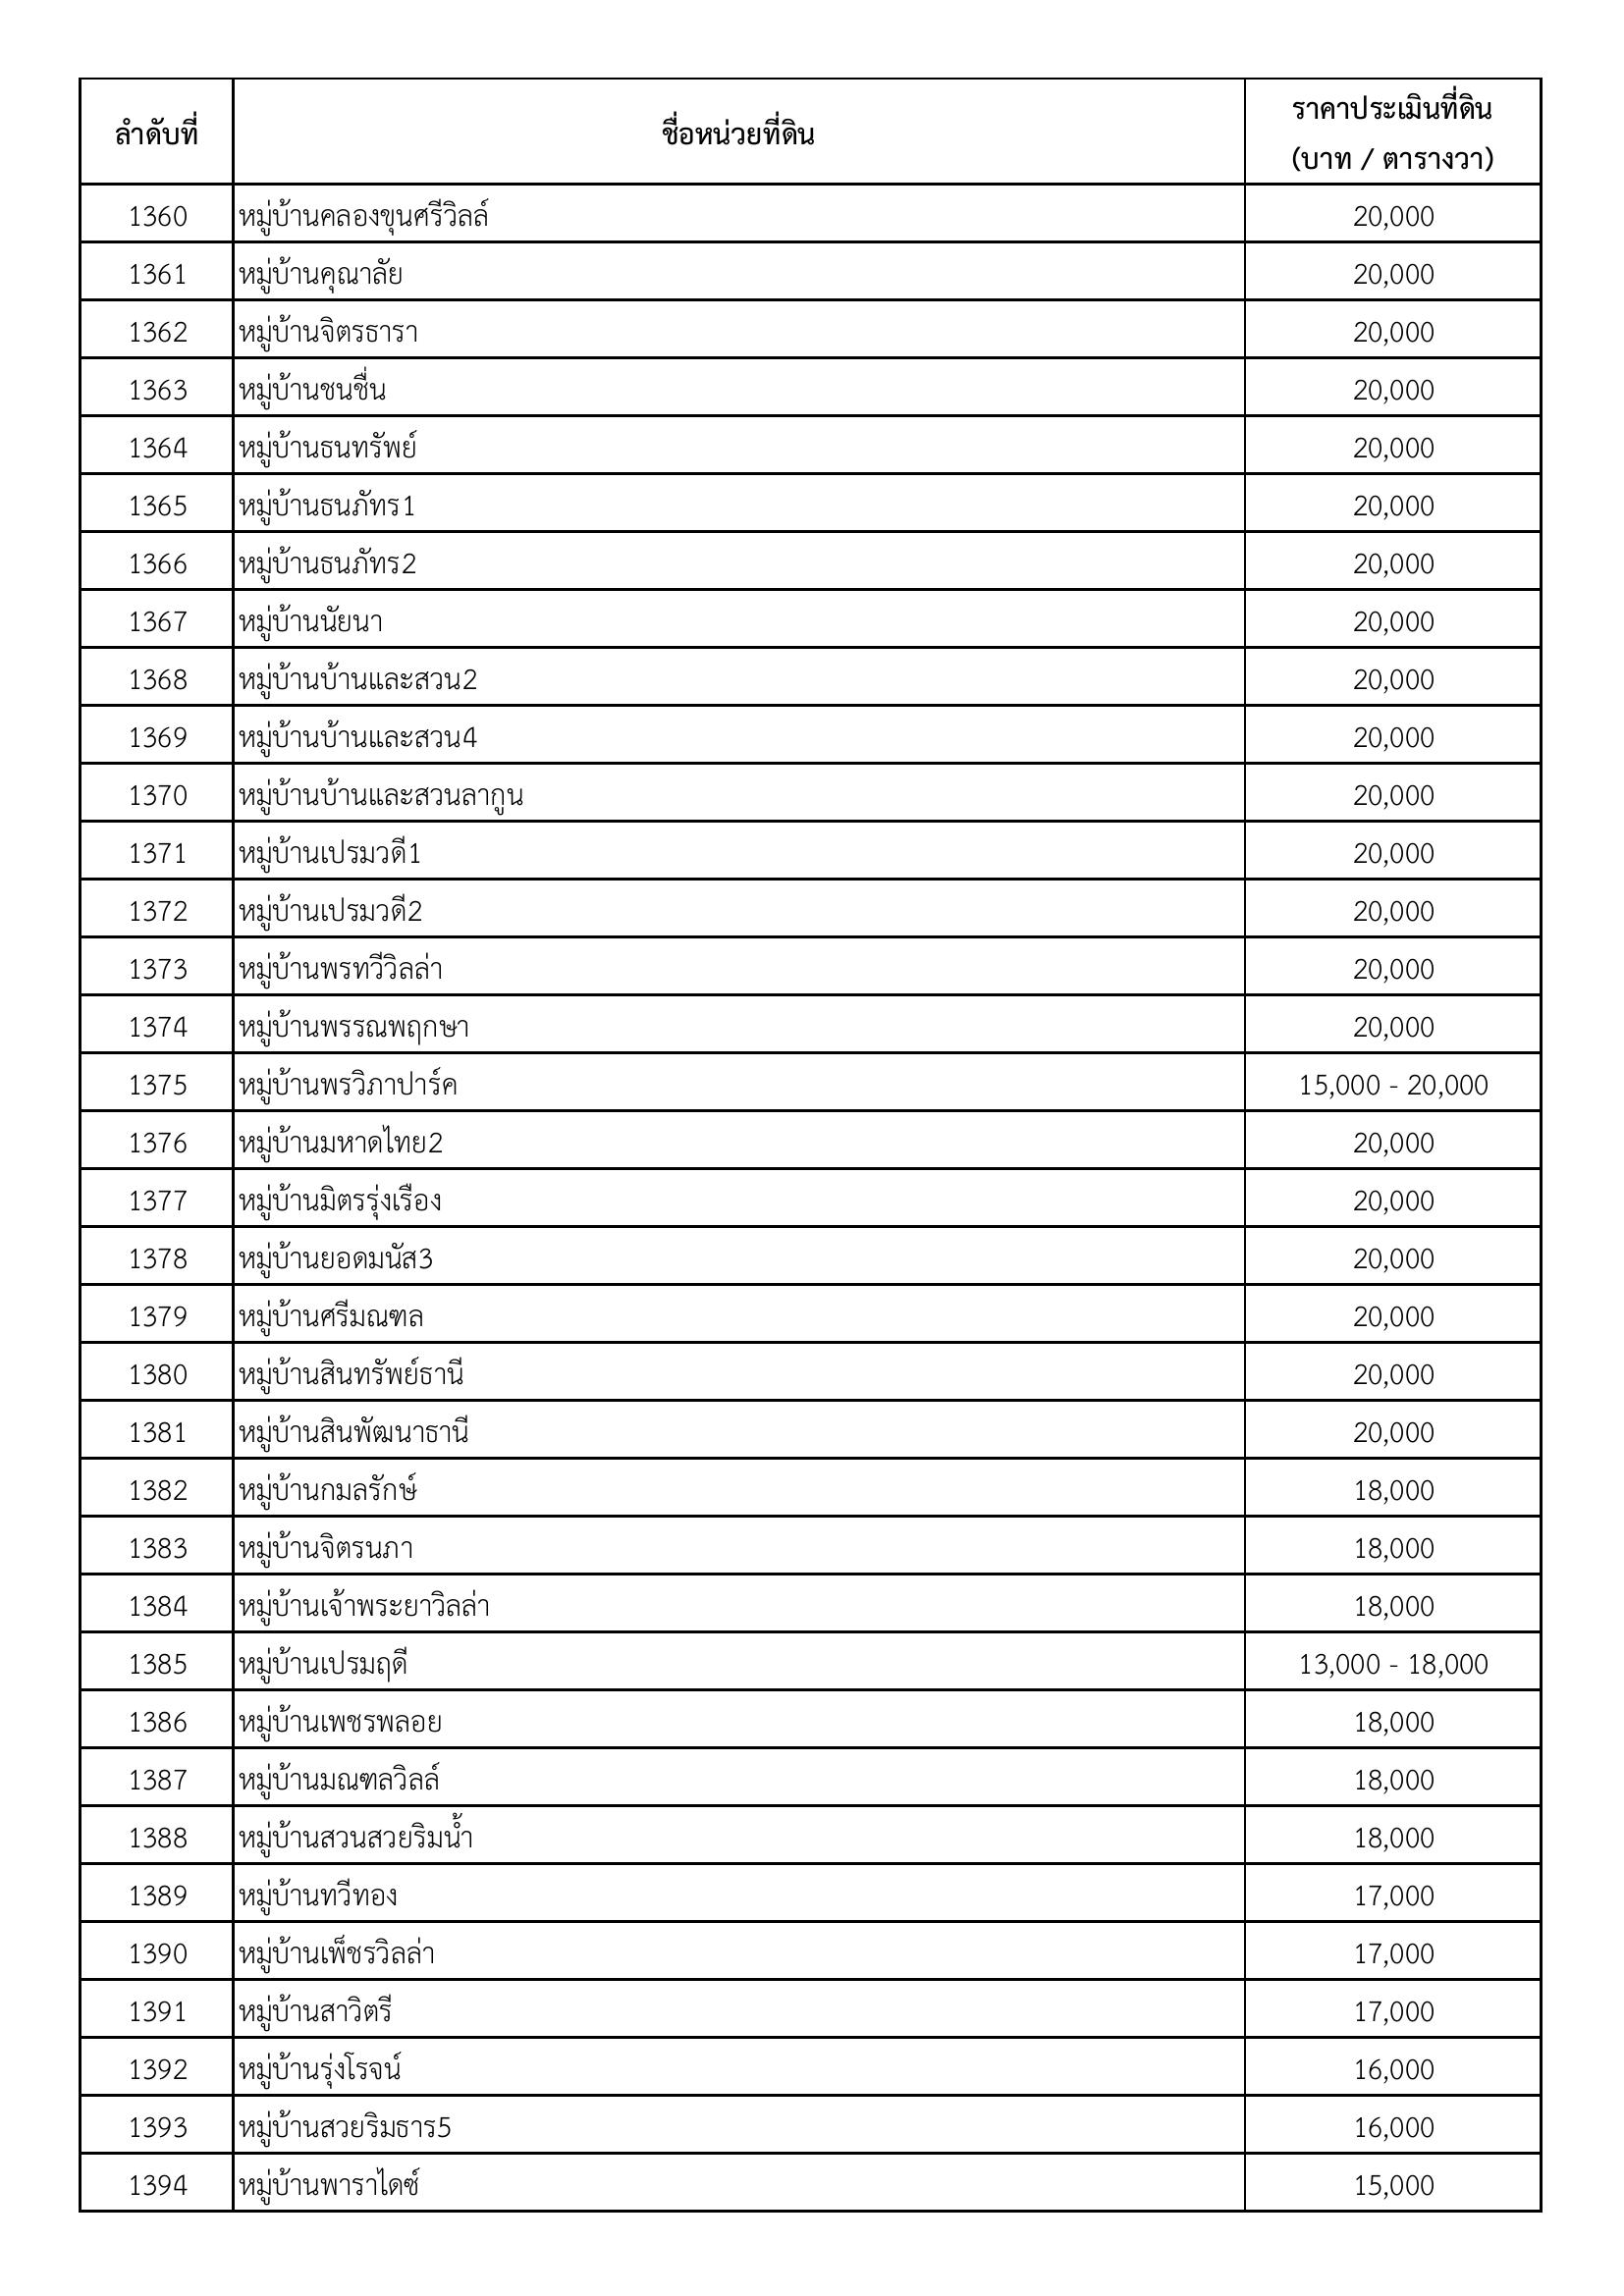 ลำดับที่ ชื่อหน่วยที่ดิน ราคาประเมินที่ดิน
(บาท / ตารางวา)
1360 หมู่บ้านคลองขุนศรีวิลล์ 20,000
1361 หมู่บ้านคุณาลัย 20,000
1362 หมู่บ้านจิตรธารา 20,000
1363 หมู่บ้านชนชื่น 20,000
1364 หมู่บ้านธนทรัพย์ 20,000
1365 หมู่บ้านธนภัทร1 20,000
1366 หมู่บ้านธนภัทร2 20,000
1367 หมู่บ้านนัยนา 20,000
1368 หมู่บ้านบ้านและสวน2 20,000
1369 หมู่บ้านบ้านและสวน4 20,000
1370 หมู่บ้านบ้านและสวนลากูน 20,000
1371 หมู่บ้านเปรมวดี1 20,000
1372 หมู่บ้านเปรมวดี2 20,000
1373 หมู่บ้านพรทวีวิลล่า 20,000
1374 หมู่บ้านพรรณพฤกษา 20,000
1375 หมู่บ้านพรวิภาปาร์ค 15,000 - 20,000
1376 หมู่บ้านมหาดไทย2 20,000
1377 หมู่บ้านมิตรรุ่งเรือง 20,000
1378 หมู่บ้านยอดมนัส3 20,000
1379 หมู่บ้านศรีมณฑล 20,000
1380 หมู่บ้านสินทรัพย์ธานี 20,000
1381 หมู่บ้านสินพัฒนาธานี 20,000
1382 หมู่บ้านกมลรักษ์ 18,000
1383 หมู่บ้านจิตรนภา 18,000
1384 หมู่บ้านเจ้าพระยาวิลล่า 18,000
1385 หมู่บ้านเปรมฤดี 13,000 - 18,000
1386 หมู่บ้านเพชรพลอย 18,000
1387 หมู่บ้านมณฑลวิลล์ 18,000
1388 หมู่บ้านสวนสวยริมน้ำ 18,000
1389 หมู่บ้านทวีทอง 17,000
1390 หมู่บ้านเพ็ชรวิลล่า 17,000
1391 หมู่บ้านสาวิตรี 17,000
1392 หมู่บ้านรุ่งโรจน์ 16,000
1393 หมู่บ้านสวยริมธาร5 16,000
1394 หมู่บ้านพาราไดซ์ 15,000